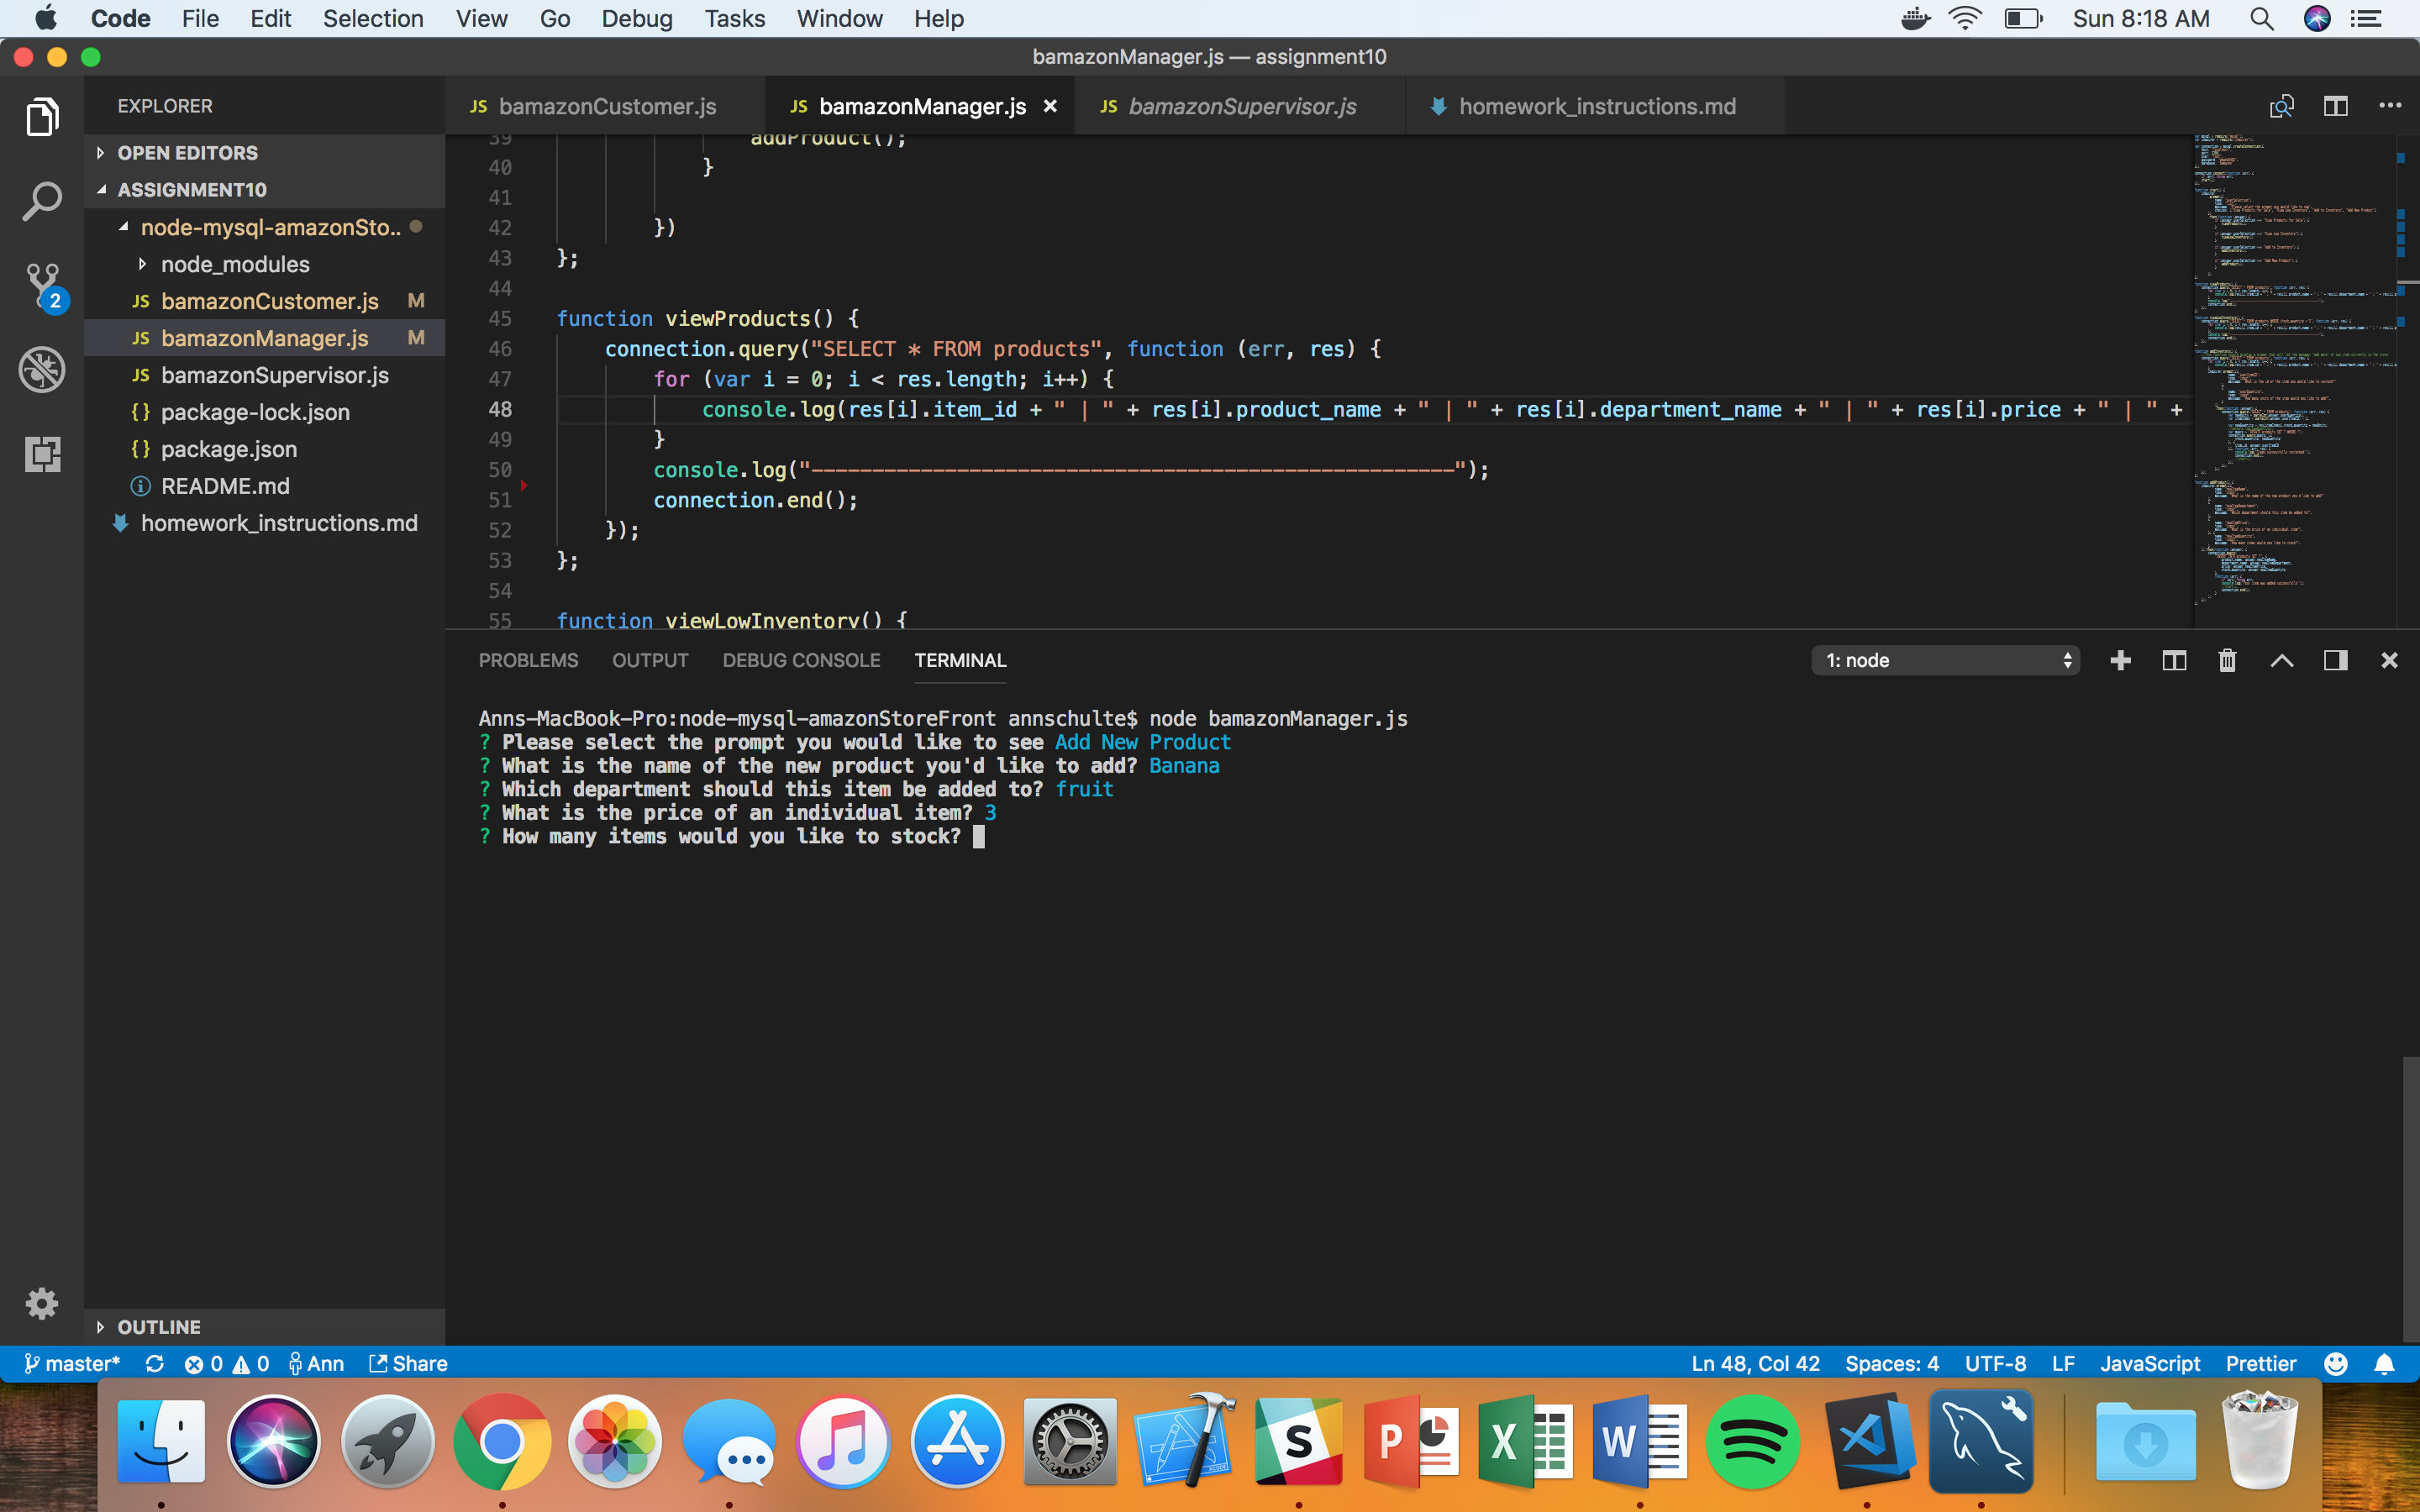 Code File Edit Selection View Go Debug Tasks Window Help Sun 8:18 AM
bamazonManager.js — assignment10
EXPLORER
JS bamazonCustomer.js JS bamazonManager.js JS bamazonSupervisor.js homework_instructions.md
OPEN EDITORS
ASSIGNMENT10
node-mysql-amazonSto..
node_modules
JS bamazonCustomer.js M
JS bamazonManager.js M
JS bamazonSupervisor.js
{} package-lock.json
{} package.json
README.md
homework_instructions.md
2
OUTLINE
39 addProduct();
40 }
41
42 })
43 };
44
45 function viewProducts() {
46 connection.query("SELECT * FROM products", function (err, res) {
47 for (var i = 0; i < res.length; i++) {
48 console.log(res[i].item_id + " | " + res[i].product_name + " | " + res[i].department_name + " | " + res[i].price + " | " +
49 }
50 console.log("-----------------------------------------------------");
51 connection.end();
52 });
53 };
54
55 function viewLowInventory() {
PROBLEMS OUTPUT DEBUG CONSOLE TERMINAL 1: node
Anns-MacBook-Pro:node-mysql-amazonStoreFront annschulte$ node bamazonManager.js
? Please select the prompt you would like to see Add New Product
? What is the name of the new product you'd like to add? Banana
? Which department should this item be added to? fruit
? What is the price of an individual item? 3
? How many items would you like to stock?
master* 0 0 Ann Share Ln 48, Col 42 Spaces: 4 UTF-8 LF JavaScript Prettier
S P X W